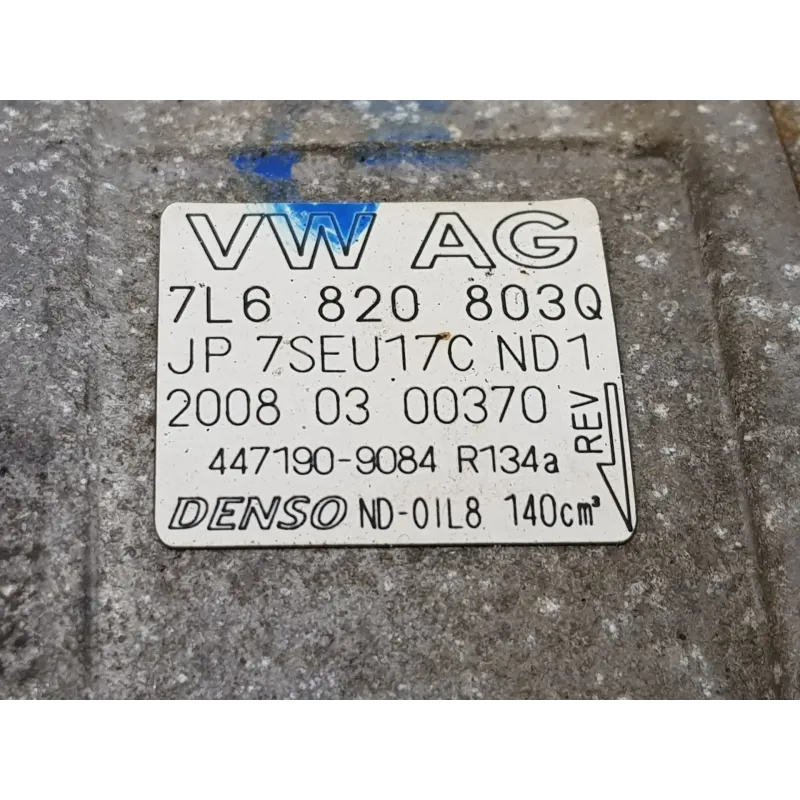 VW AG
7L6 820 803Q
JP 7SEU17C ND1
2008 03 00370
REV
447190-9084 R134a
DENSO ND-OIL8 140cm³